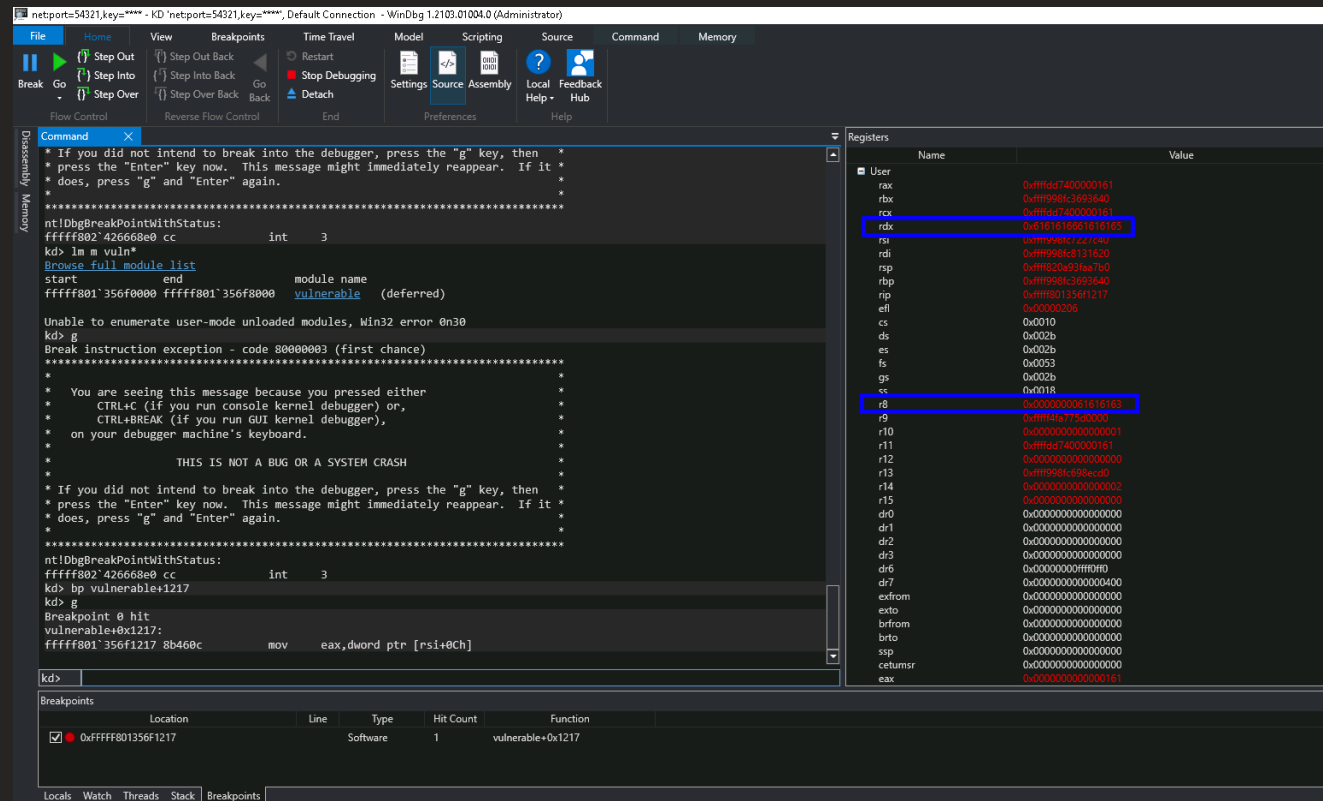 net:port=54321,key=**** - KD 'net:port=54321,key=****', Default Connection - WinDbg 1.2103.01004.0 (Administrator)
File Home View Breakpoints Time Travel Model Scripting Source Command Memory
Break
Go
Step Out
Step Into
Step Over
Flow Control
Step Out Back
Step Into Back
Step Over Back
Go Back
Reverse Flow Control
Restart
Stop Debugging
Detach
End
Settings Source Assembly
Preferences
Local Help
Feedback Hub
Help
Disassembly
Memory
Command
* If you did not intend to break into the debugger, press the "g" key, then *
* press the "Enter" key now. This message might immediately reappear. If it *
* does, press "g" and "Enter" again. *
* *
*******************************************************************************
nt!DbgBreakPointWithStatus:
fffff802`426668e0 cc int 3
kd> lm m vuln*
Browse full module list
start end module name
fffff801`356f0000 fffff801`356f8000 vulnerable (deferred)
Unable to enumerate user-mode unloaded modules, Win32 error 0n30
kd> g
Break instruction exception - code 80000003 (first chance)
*******************************************************************************
* *
* You are seeing this message because you pressed either *
* CTRL+C (if you run console kernel debugger) or, *
* CTRL+BREAK (if you run GUI kernel debugger), *
* on your debugger machine's keyboard. *
* *
* THIS IS NOT A BUG OR A SYSTEM CRASH *
* *
* If you did not intend to break into the debugger, press the "g" key, then *
* press the "Enter" key now. This message might immediately reappear. If it *
* does, press "g" and "Enter" again. *
* *
*******************************************************************************
nt!DbgBreakPointWithStatus:
fffff802`426668e0 cc int 3
kd> bp vulnerable+1217
kd> g
Breakpoint 0 hit
vulnerable+0x1217:
fffff801`356f1217 8b460c mov eax,dword ptr [rsi+0Ch]
kd>
Registers
Name Value
User
rax 0xffffdd7400000161
rbx 0xffff998fc3693640
rcx 0xffffdd7400000161
rdx 0x6161616661616165
rsi 0xffff998fc7227c40
rdi 0xffff998fc8131620
rsp 0xffff820a93faa7b0
rbp 0xffff998fc3693640
rip 0xfffff801356f1217
efl 0x00000206
cs 0x0010
ds 0x002b
es 0x002b
fs 0x0053
gs 0x002b
ss 0x0018
r8 0x0000000061616163
r9 0xfffff4fa775d0000
r10 0x0000000000000001
r11 0xffffdd7400000161
r12 0x0000000000000000
r13 0xffff998fc698ecd0
r14 0x0000000000000002
r15 0x0000000000000000
dr0 0x0000000000000000
dr1 0x0000000000000000
dr2 0x0000000000000000
dr3 0x0000000000000000
dr6 0x00000000ffff0ff0
dr7 0x0000000000000400
exfrom 0x0000000000000000
exto 0x0000000000000000
brfrom 0x0000000000000000
brto 0x0000000000000000
ssp 0x0000000000000000
cetumsr 0x0000000000000000
eax 0x0000000000000161
Breakpoints
Location Line Type Hit Count Function
0xFFFFF801356F1217 Software 1 vulnerable+0x1217
Locals Watch Threads Stack Breakpoints